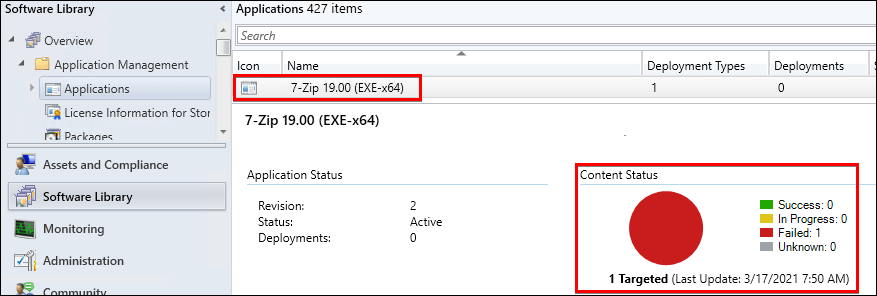 Software Library
Applications 427 items
Overview
Search
Application Management
Icon Name Deployment Types Deployments S
Applications
7-Zip 19.00 (EXE-x64) 1 0
License Information for Stor
7-Zip 19.00 (EXE-x64)
Packages
Assets and Compliance
Application Status
Content Status
Software Library
Revision: 2
Success: 0
Status: Active
In Progress: 0
Monitoring
Deployments: 0
Failed: 1
Unknown: 0
Administration
1 Targeted (Last Update: 3/17/2021 7:50 AM)
Community